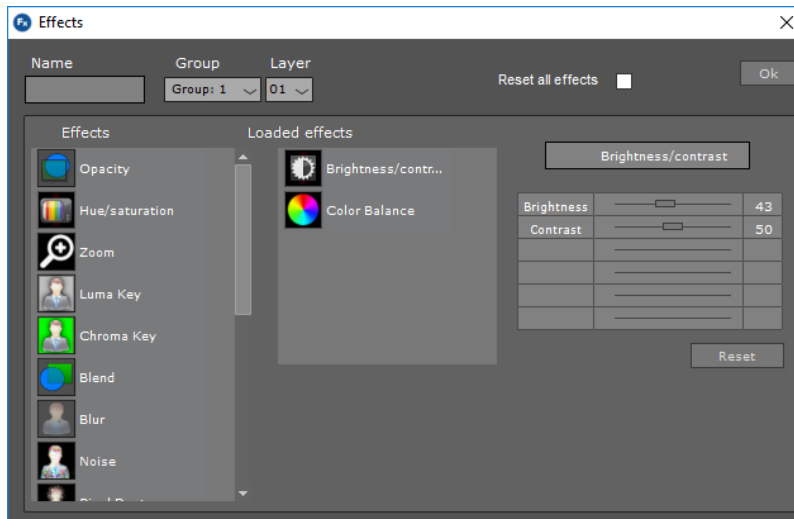 Fx Effects
Name Group Layer
Group: 1 01
Reset all effects
Ok
Effects Loaded effects
Opacity
Hue/saturation
Zoom
Luma Key
Chroma Key
Blend
Blur
Noise
Brightness/contr...
Color Balance
Brightness/contrast
Brightness 43
Contrast 50
Reset